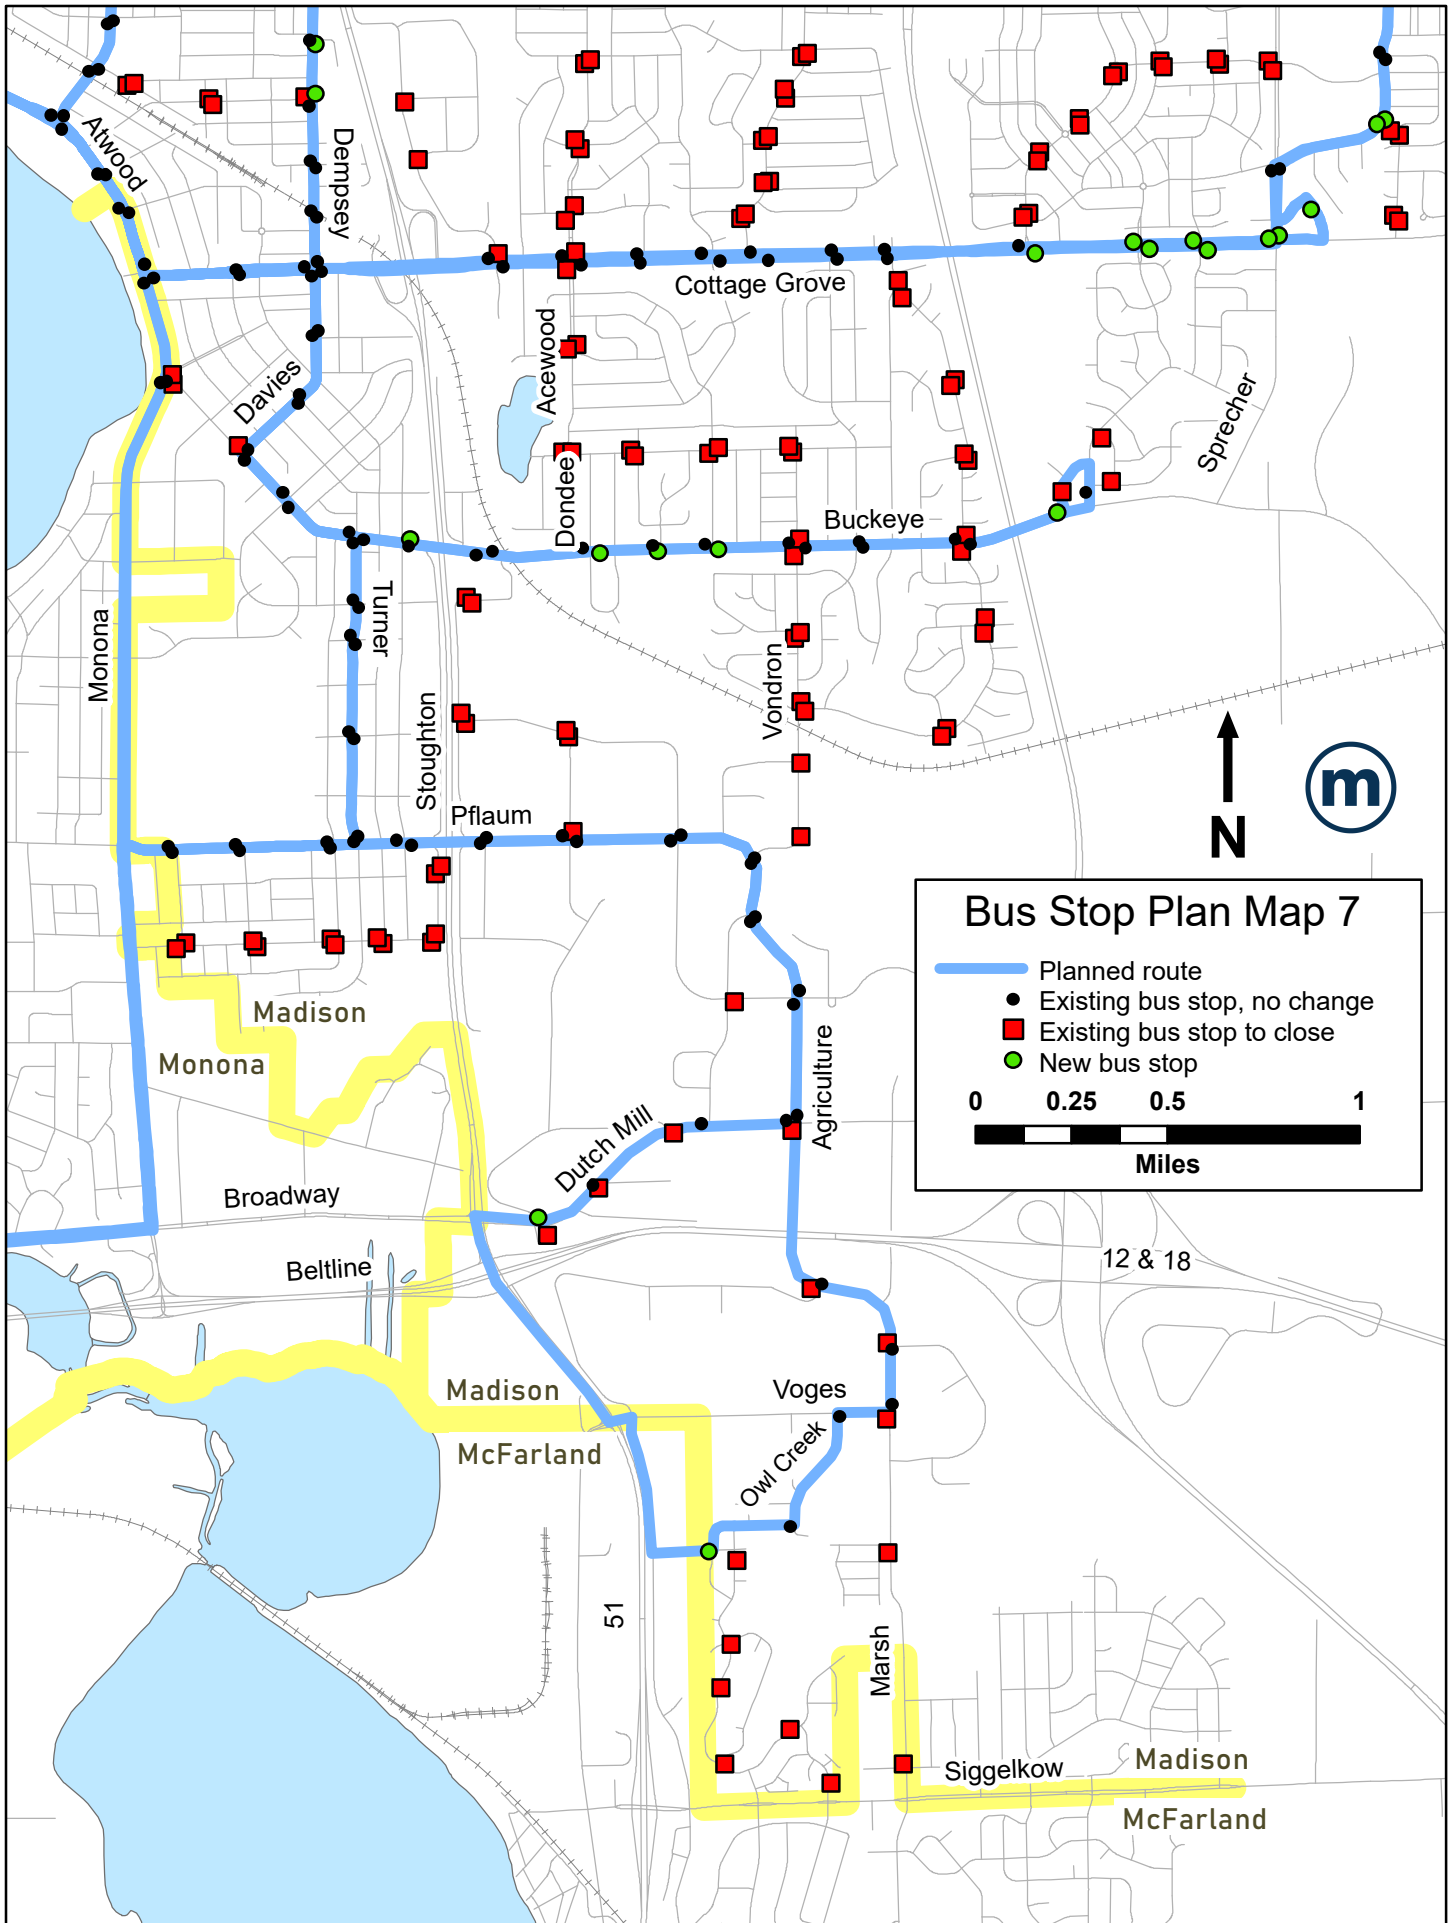 Atwood
Dempsey
Cottage Grove
Acewood
Davies
Sprecher
Dondee
Buckeye
Turner
Monona
Vondron
Stoughton
Pflaum
m
N
Bus Stop Plan Map 7
Planned route
Existing bus stop, no change
Existing bus stop to close
New bus stop
0 0.25 0.5 1
Miles
Madison
Monona
Agriculture
Dutch Mill
Broadway
Beltline
12 & 18
Madison
McFarland
Voges
Owl Creek
51
Marsh
Siggelkow
Madison
McFarland